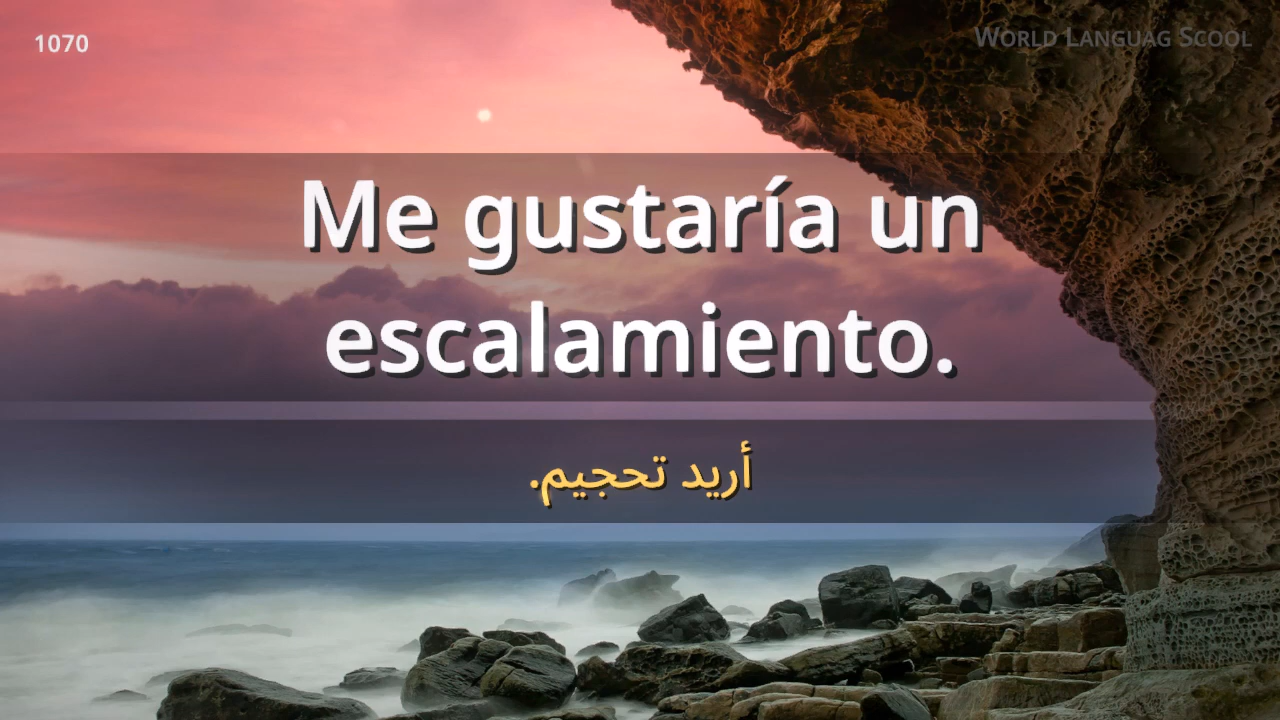 1070
WORLD LANGUAG SCOOL
Me gustaría un
escalamiento.
أريد تحجيم.